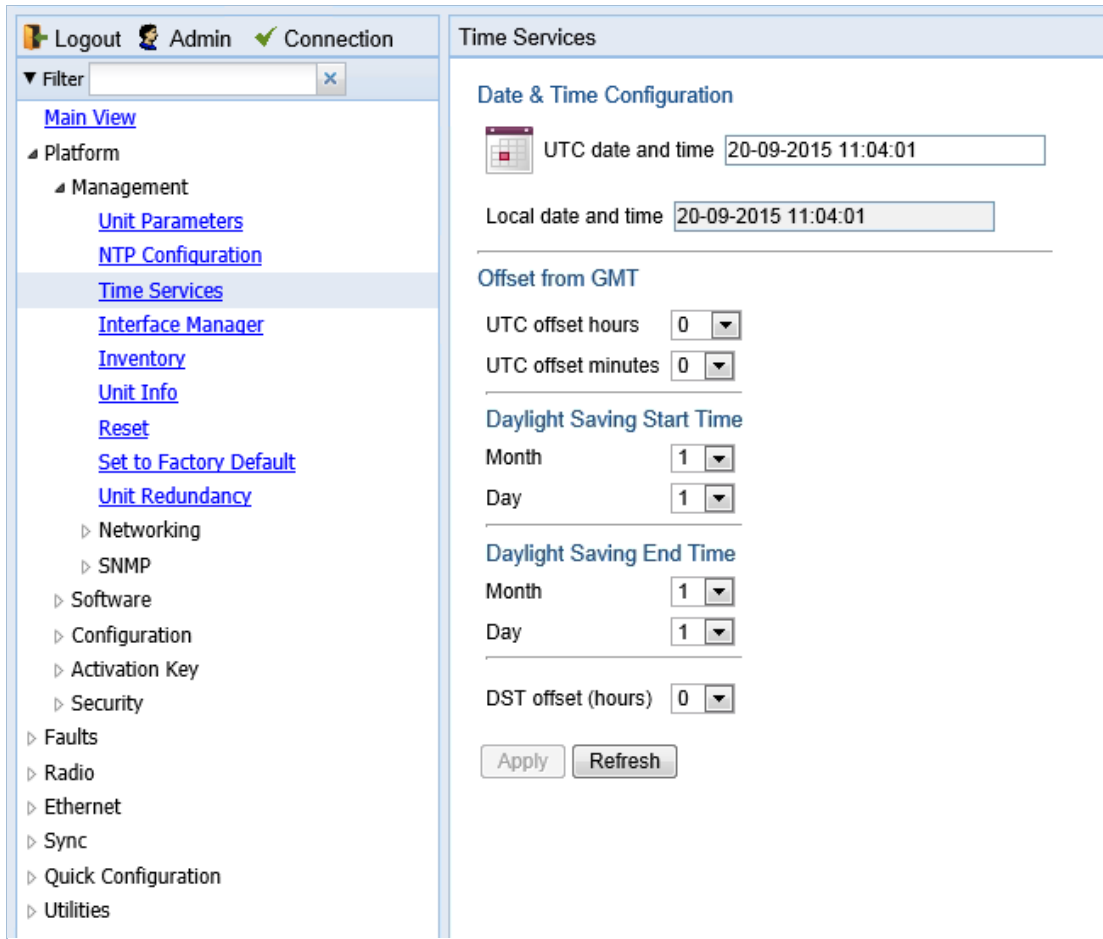 Logout Admin Connection
Filter
Main View
Platform
Management
Unit Parameters
NTP Configuration
Time Services
Interface Manager
Inventory
Unit Info
Reset
Set to Factory Default
Unit Redundancy
Networking
SNMP
Software
Configuration
Activation Key
Security
Faults
Radio
Ethernet
Sync
Quick Configuration
Utilities
Time Services
Date & Time Configuration
UTC date and time 20-09-2015 11:04:01
Local date and time 20-09-2015 11:04:01
Offset from GMT
UTC offset hours 0
UTC offset minutes 0
Daylight Saving Start Time
Month 1
Day 1
Daylight Saving End Time
Month 1
Day 1
DST offset (hours) 0
Apply Refresh